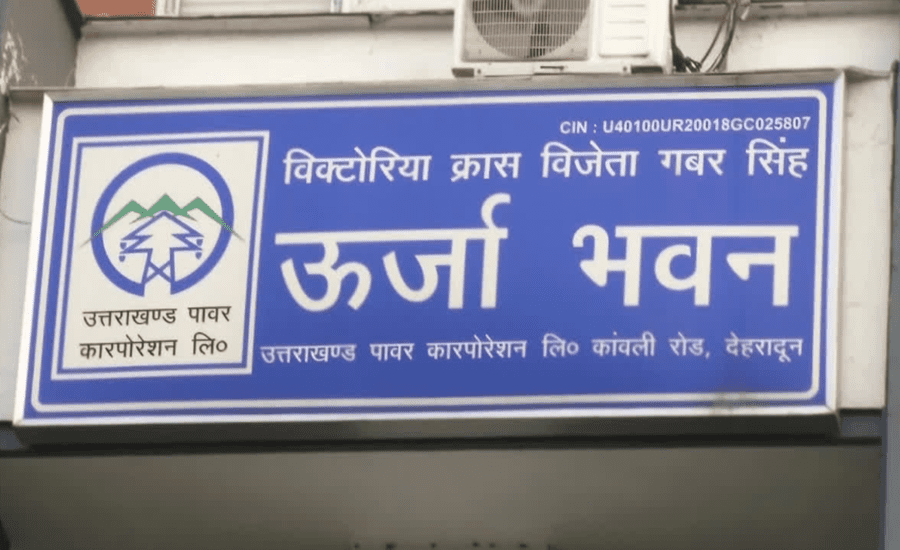 CIN : U40100UR20018GC025807
विक्टोरिया क्रास विजेता गबर सिंह
ऊर्जा भवन
उत्तराखण्ड पावर
कारपोरेशन लि०
उत्तराखण्ड पावर कारपोरेशन लि० कांवली रोड, देहरादून